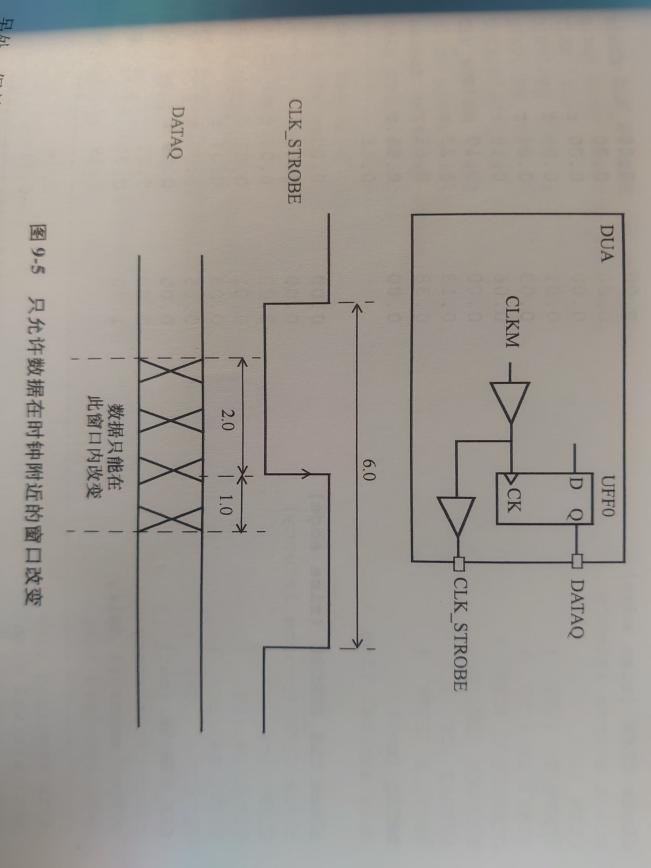 DUA
UFF0
D
Q
DATAQ
CLKM
CK
CLK_STROBE
6.0
CLK_STROBE
2.0
1.0
DATAQ
数据只能在
此窗口内改变
图 9-5 只允许数据在时钟附近的窗口改变